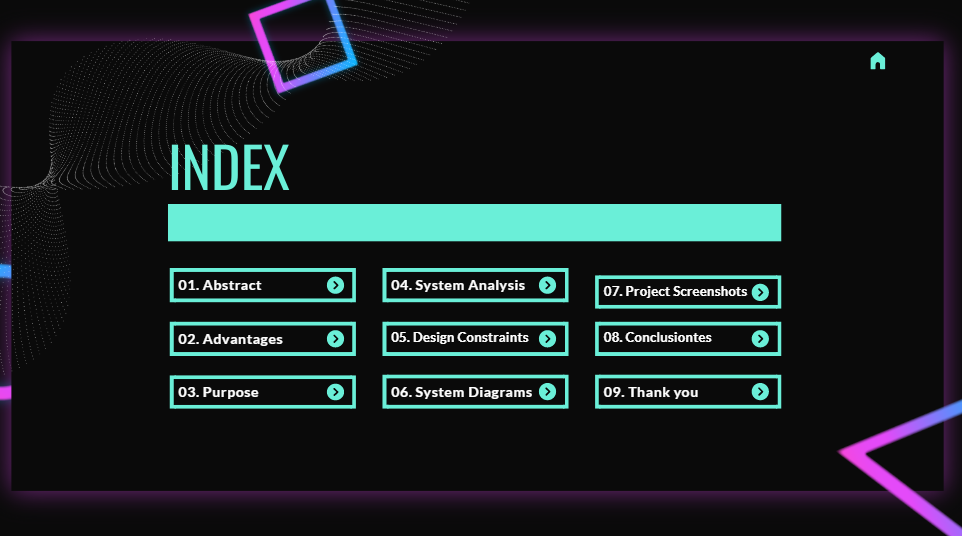 INDEX
01. Abstract
02. Advantages
03. Purpose
04. System Analysis
05. Design Constraints
06. System Diagrams
07. Project Screenshots
08. Conclusiontes
09. Thank you